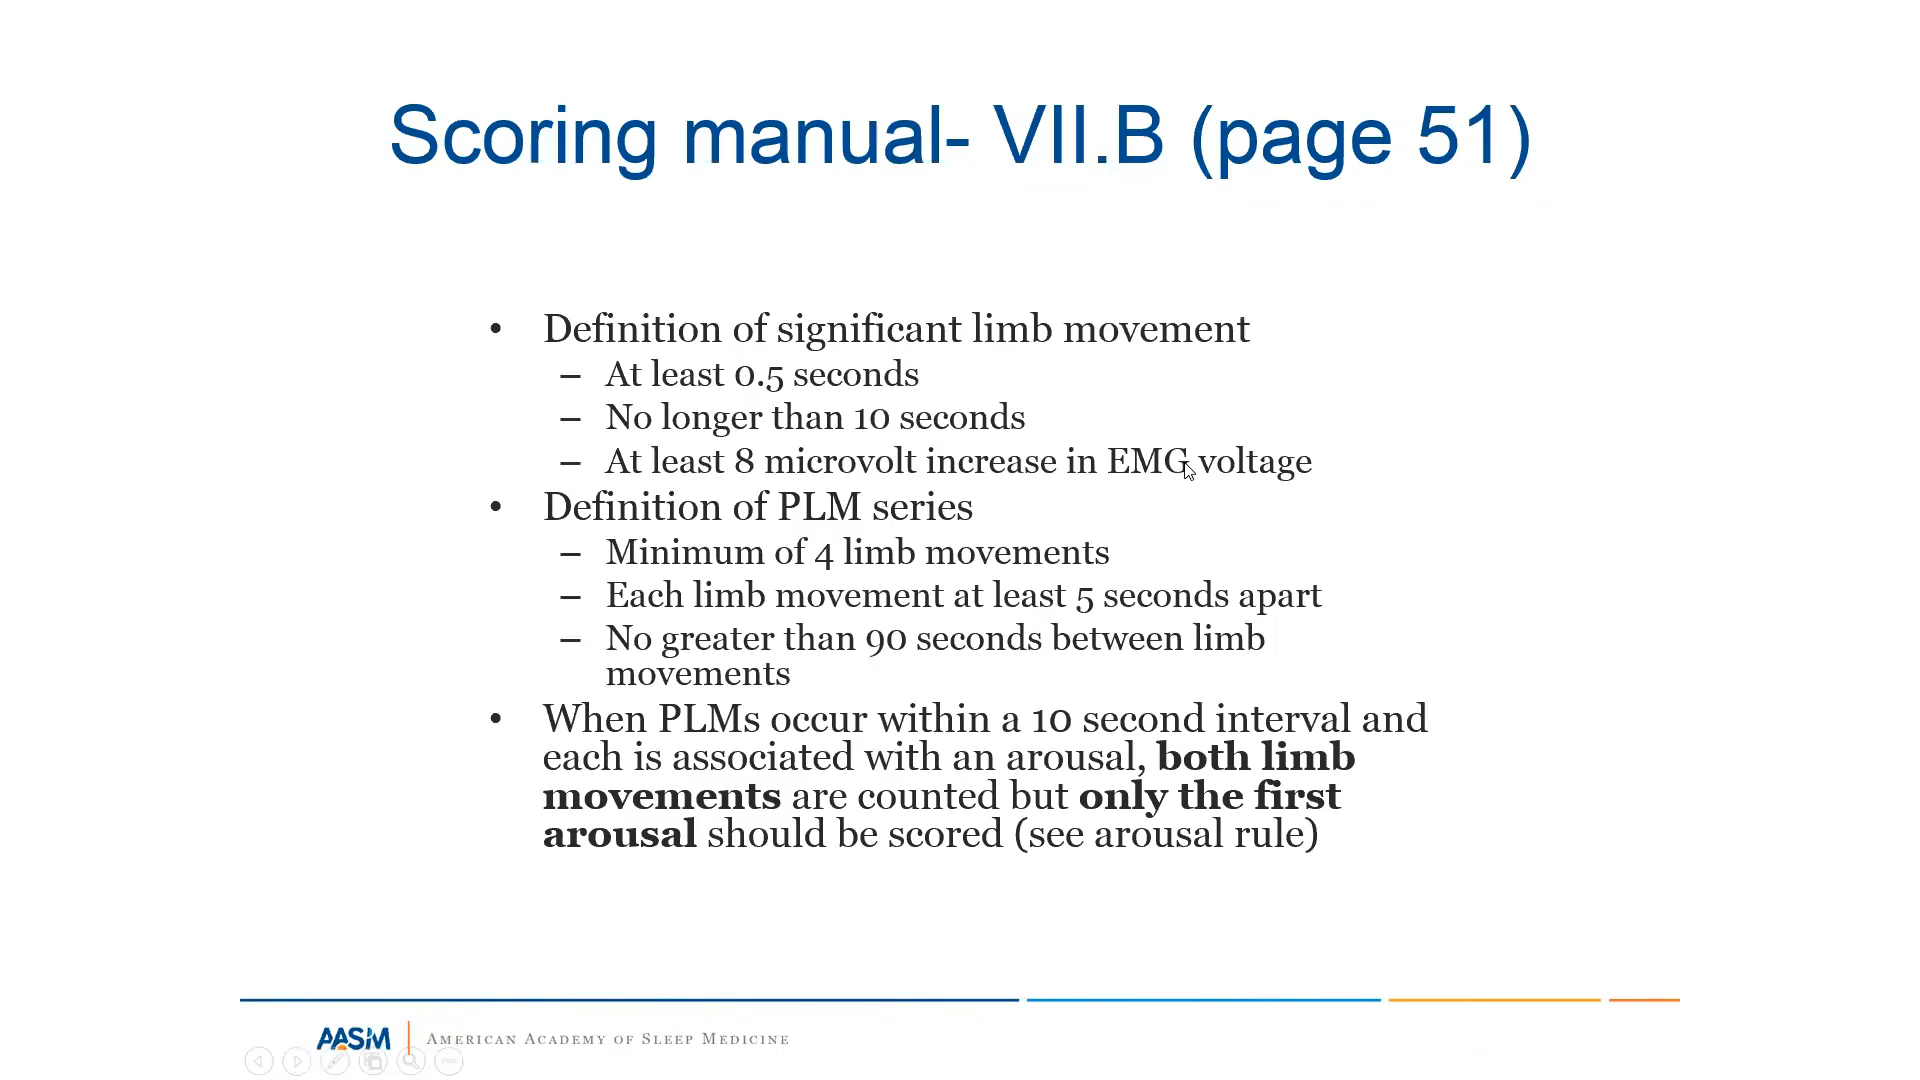 Scoring manual- VII.B (page 51)
• Definition of significant limb movement
– At least 0.5 seconds
– No longer than 10 seconds
– At least 8 microvolt increase in EMG voltage
• Definition of PLM series
– Minimum of 4 limb movements
– Each limb movement at least 5 seconds apart
– No greater than 90 seconds between limb
movements
• When PLMs occur within a 10 second interval and
each is associated with an arousal, both limb
movements are counted but only the first
arousal should be scored (see arousal rule)
AASM | American Academy of Sleep Medicine